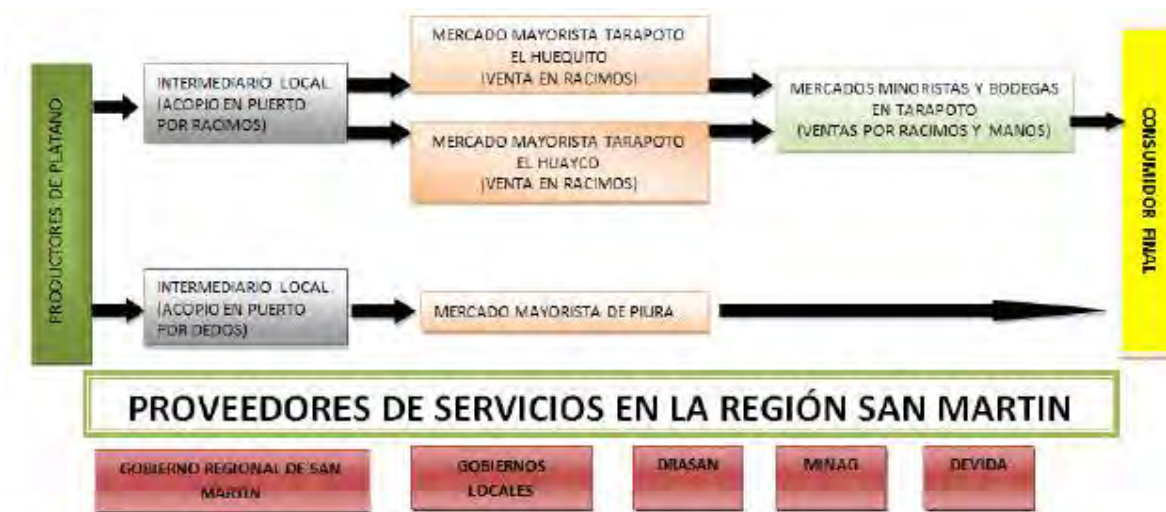 PRODUCTORES DE PLATANO
INTERMEDIARIO LOCAL
(ACOPIO EN PUERTO
POR RACIMOS)
MERCADO MAYORISTA TARAPOTO
EL HUEQUITO
(VENTA EN RACIMOS)
MERCADO MAYORISTA TARAPOTO
EL HUAYCO
(VENTA EN RACIMOS)
MERCADOS MINORISTAS Y BODEGAS
EN TARAPOTO
(VENTAS POR RACIMOS Y MANOS)
CONSUMIDOR FINAL
INTERMEDIARIO LOCAL
(ACOPIO EN PUERTO
POR DEDOS)
MERCADO MAYORISTA DE PIURA
PROVEEDORES DE SERVICIOS EN LA REGIÓN SAN MARTIN
GOBIERNO REGIONAL DE SAN
MARTIN
GOBIERNOS
LOCALES
DRASAN
MINAG
DEVIDA